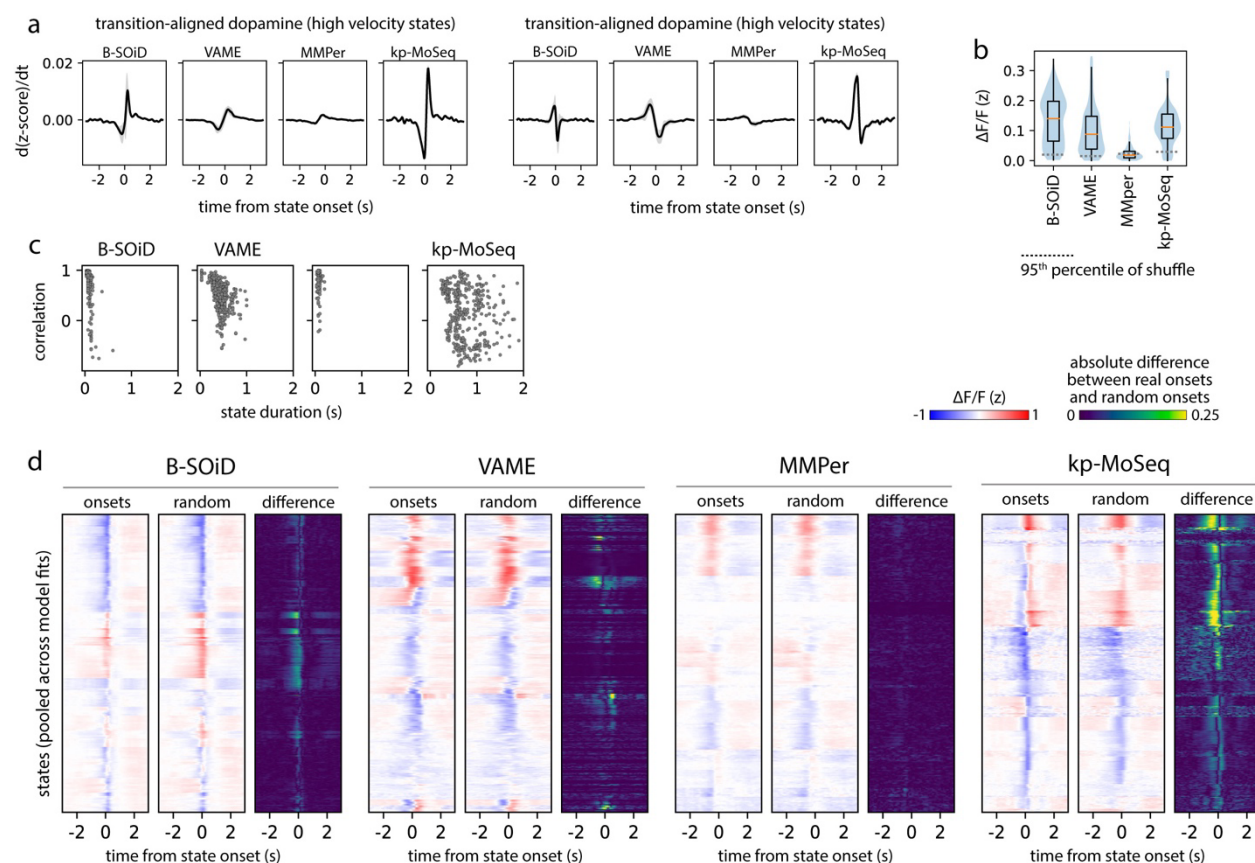 a
transition-aligned dopamine (high velocity states)
B-SOiD VAME MMPer kp-MoSeq
0.02
0.00
d(z-score)/dt
-2 0 2 -2 0 2 -2 0 2 -2 0 2
time from state onset (s)
transition-aligned dopamine (high velocity states)
B-SOiD VAME MMPer kp-MoSeq
-2 0 2 -2 0 2 -2 0 2 -2 0 2
time from state onset (s)
b
ΔF/F (z)
0.3
0.2
0.1
0.0
B-SOiD
VAME
MMper
kp-MoSeq
95th percentile of shuffle
c
B-SOiD VAME kp-MoSeq
correlation
1
0
0 1 2 0 1 2 0 1 2 0 1 2
state duration (s)
ΔF/F (z)
-1 1
absolute difference
between real onsets
and random onsets
0 0.25
d
B-SOiD VAME MMPer kp-MoSeq
onsets random difference onsets random difference onsets random difference onsets random difference
states (pooled across model fits)
-2 0 2 -2 0 2 -2 0 2 -2 0 2 -2 0 2 -2 0 2 -2 0 2 -2 0 2 -2 0 2 -2 0 2 -2 0 2 -2 0 2
time from state onset (s) time from state onset (s) time from state onset (s) time from state onset (s)